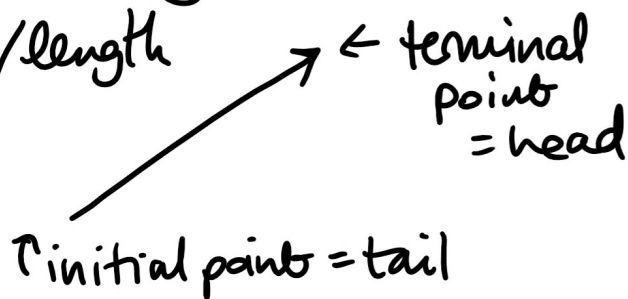 /length
← terminal
point
= head
↑ initial point = tail